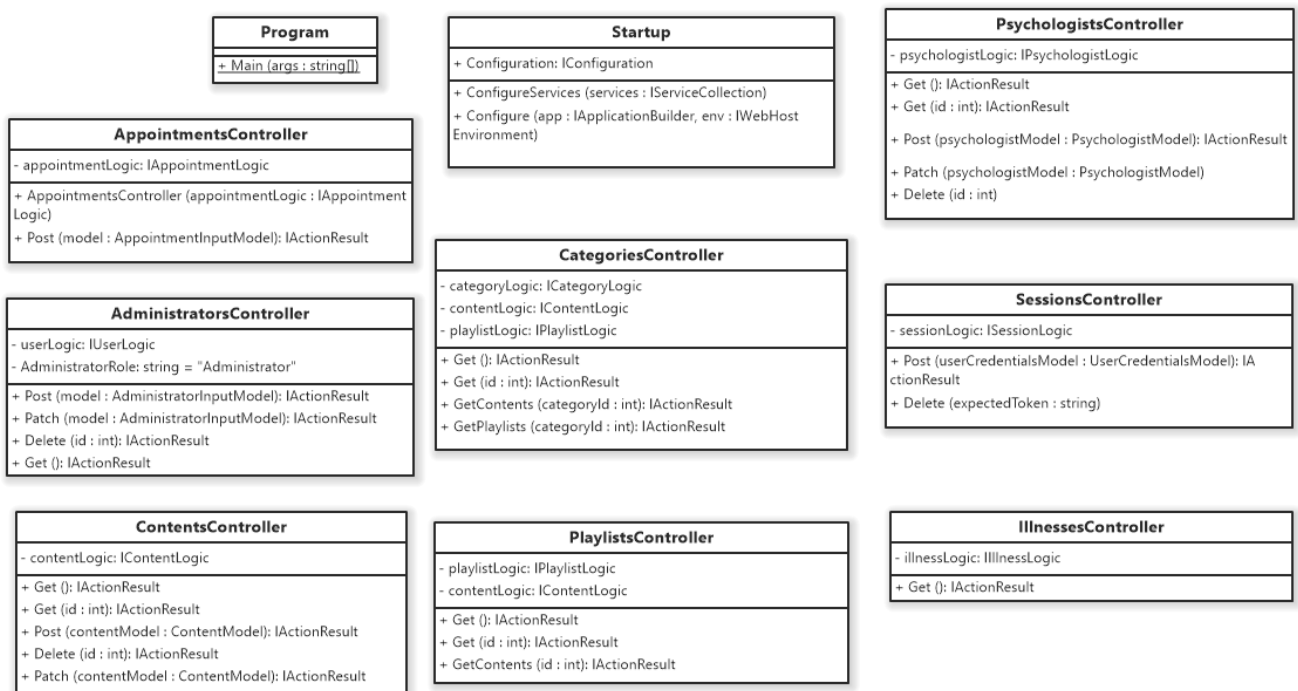 Program
+ Main (args : string[])
Startup
+ Configuration: IConfiguration
+ ConfigureServices (services : IServiceCollection)
+ Configure (app : IApplicationBuilder, env : IWebHost
Environment)
PsychologistsController
- psychologistLogic: IPsychologistLogic
+ Get (): IActionResult
+ Get (id : int): IActionResult
+ Post (psychologistModel : PsychologistModel): IActionResult
+ Patch (psychologistModel : PsychologistModel)
+ Delete (id : int)
AppointmentsController
- appointmentLogic: IAppointmentLogic
+ AppointmentsController (appointmentLogic : IAppointment
Logic)
+ Post (model : AppointmentInputModel): IActionResult
CategoriesController
- categoryLogic: ICategoryLogic
- contentLogic: IContentLogic
- playlistLogic: IPlaylistLogic
+ Get (): IActionResult
+ Get (id : int): IActionResult
+ GetContents (categoryId : int): IActionResult
+ GetPlaylists (categoryId : int): IActionResult
SessionsController
- sessionLogic: ISessionLogic
+ Post (userCredentialsModel : UserCredentialsModel): IA
ctionResult
+ Delete (expectedToken : string)
AdministratorsController
- userLogic: IUserLogic
- AdministratorRole: string = "Administrator"
+ Post (model : AdministratorInputModel): IActionResult
+ Patch (model : AdministratorInputModel): IActionResult
+ Delete (id : int): IActionResult
+ Get (): IActionResult
ContentsController
- contentLogic: IContentLogic
+ Get (): IActionResult
+ Get (id : int): IActionResult
+ Post (contentModel : ContentModel): IActionResult
+ Delete (id : int): IActionResult
+ Patch (contentModel : ContentModel): IActionResult
PlaylistsController
- playlistLogic: IPlaylistLogic
- contentLogic: IContentLogic
+ Get (): IActionResult
+ Get (id : int): IActionResult
+ GetContents (id : int): IActionResult
IllnessesController
- illnessLogic: IIllnessLogic
+ Get (): IActionResult